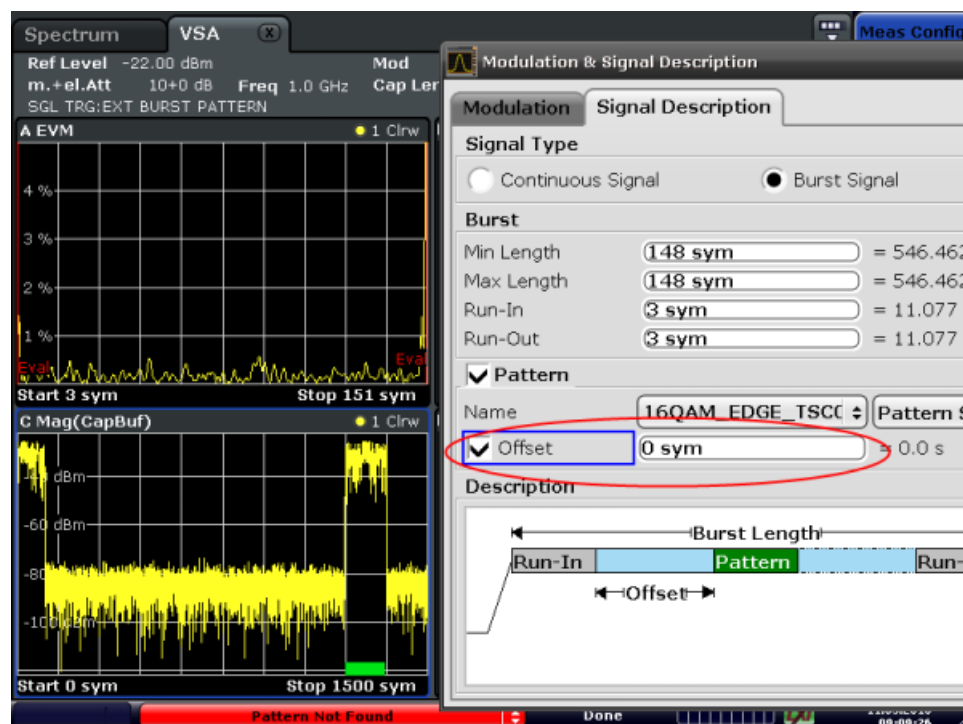 Spectrum VSA X
Meas Config
Ref Level -22.00 dBm Mod
m.+el.Att 10+0 dB Freq 1.0 GHz Cap Ler
SGL TRG:EXT BURST PATTERN
A EVM 1 Clrw
4 %
3 %
2 %
1 %
Eval Eval
Start 3 sym Stop 151 sym
C Mag(CapBuf) 1 Clrw
dBm
-60 dBm
-80
-100 dBm
Start 0 sym Stop 1500 sym
Modulation & Signal Description
Modulation Signal Description
Signal Type
Continuous Signal Burst Signal
Burst
Min Length 148 sym = 546.462
Max Length 148 sym = 546.462
Run-In 3 sym = 11.077
Run-Out 3 sym = 11.077
Pattern
Name 16QAM_EDGE_TSC Pattern S
Offset 0 sym = 0.0 s
Description
Burst Length
Run-In Pattern Run-
Offset
Pattern Not Found Done